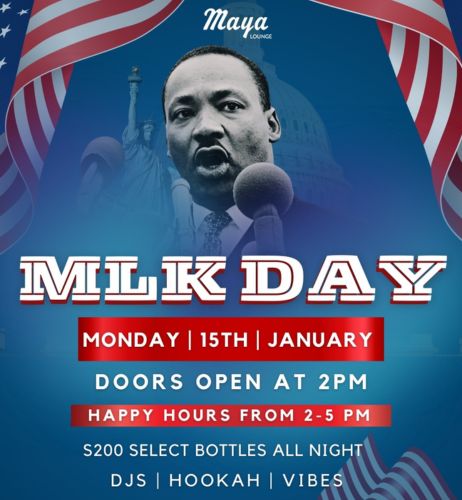 Maya
LOUNGE
MLK DAY
MONDAY | 15TH | JANUARY
DOORS OPEN AT 2PM
HAPPY HOURS FROM 2-5 PM
S200 SELECT BOTTLES ALL NIGHT
DJS | HOOKAH | VIBES